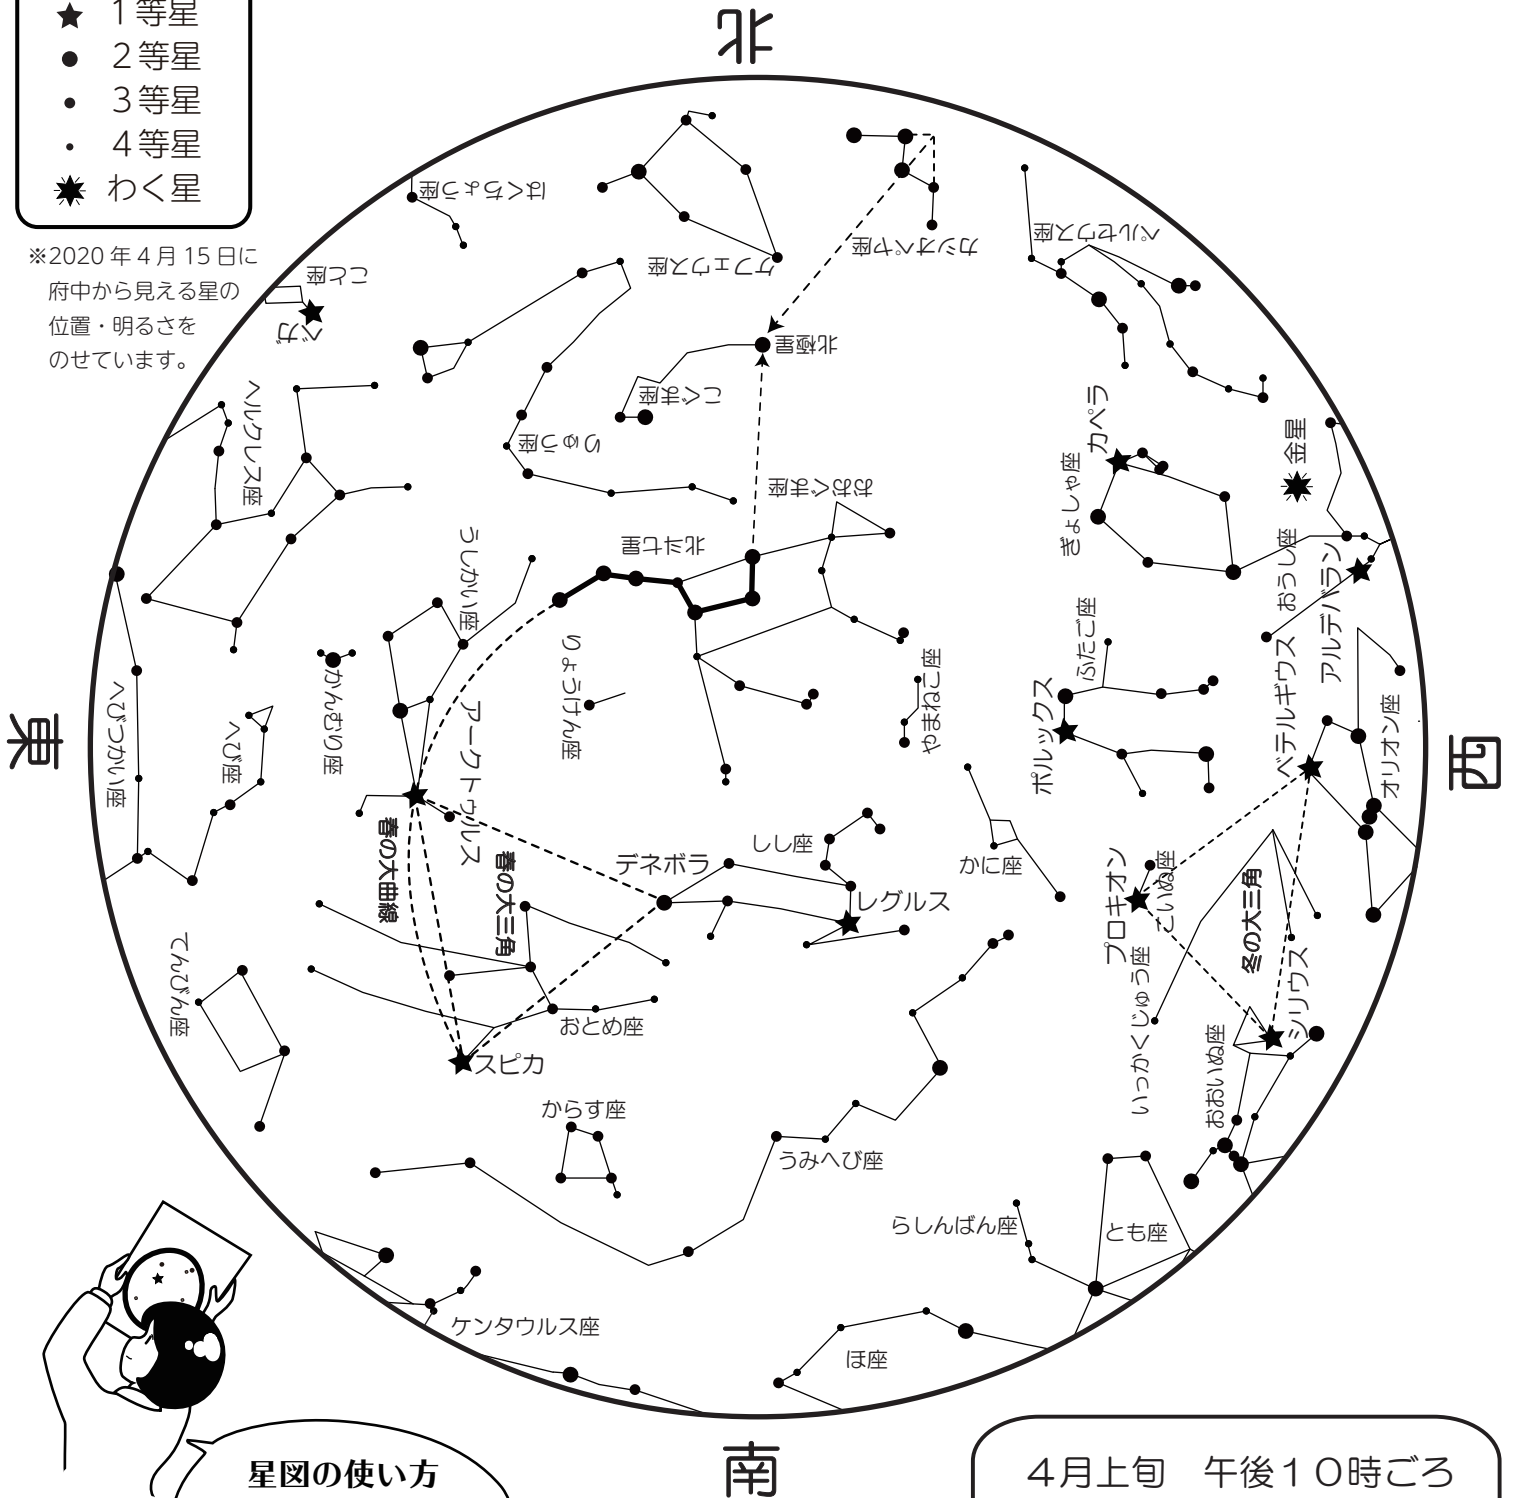 北
１等星
２等星
３等星
４等星
わく星
※2020年4月15日に
府中から見える星の
位置・明るさを
のせています。
はくちょう座
ケフェウス座
カシオペヤ座
ペルセウス座
こと座
ベガ
北極星
こぐま座
りゅう座
ヘルクレス座
カペラ
金星
ぎょしゃ座
おおぐま座
北斗七星
うしかい座
おうし座
アルデバラン
りょうけん座
ふたご座
やまねこ座
ポルックス
ベテルギウス
オリオン座
かんむり座
へび座
へびつかい座
アークトゥルス
東
西
春の大曲線
春の大三角
デネボラ
しし座
レグルス
かに座
プロキオン
こいぬ座
冬の大三角
てんびん座
おとめ座
スピカ
いっかくじゅう座
シリウス
おおいぬ座
からす座
うみへび座
らしんばん座
とも座
ケンタウルス座
ほ座
南
星図の使い方
４月上旬　午後１０時ごろ